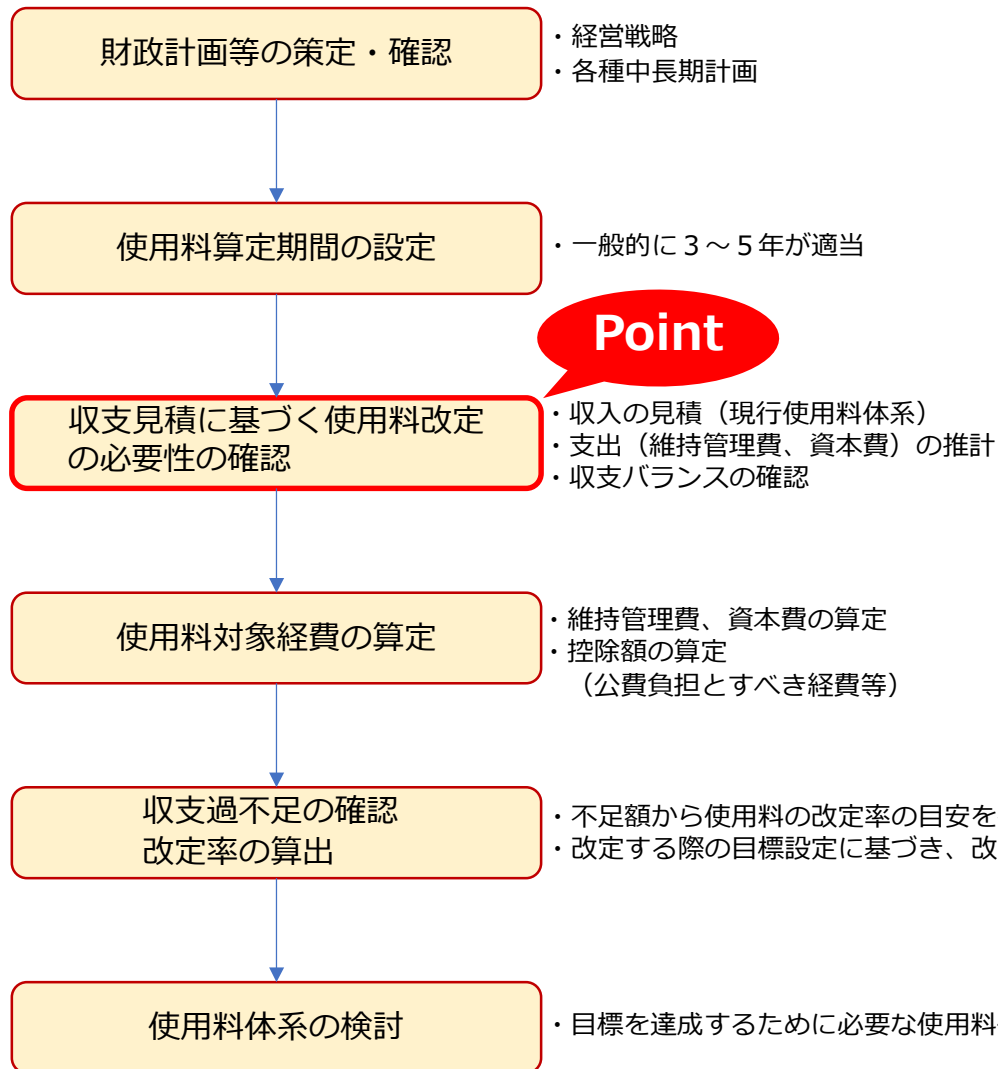 財政計画等の策定・確認
・経営戦略
・各種中長期計画
使用料算定期間の設定
・一般的に３～５年が適当
Point
収支見積に基づく使用料改定
の必要性の確認
・収入の見積（現行使用料体系）
・支出（維持管理費、資本費）の推計
・収支バランスの確認
使用料対象経費の算定
・維持管理費、資本費の算定
・控除額の算定
（公費負担とすべき経費等）
収支過不足の確認
改定率の算出
・不足額から使用料の改定率の目安を
・改定する際の目標設定に基づき、改
使用料体系の検討
・目標を達成するために必要な使用料